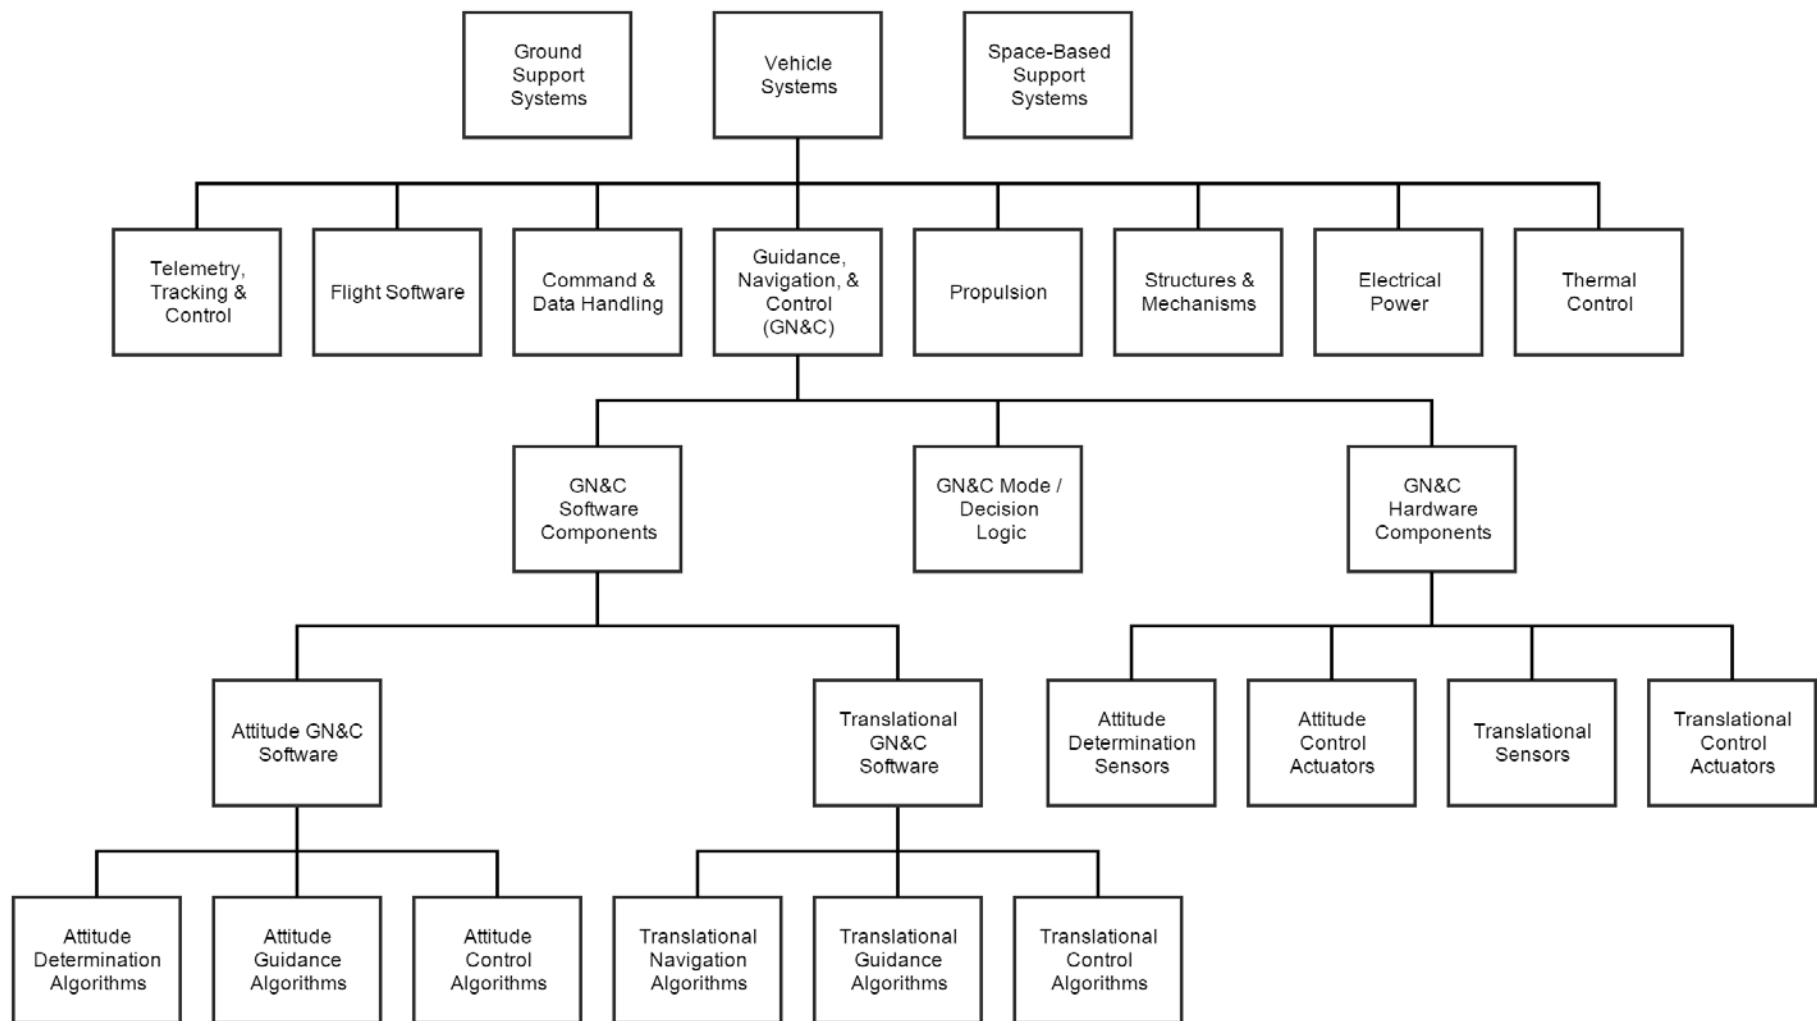 Ground
Support
Systems
Vehicle
Systems
Space-Based
Support
Systems
Telemetry,
Tracking &
Control
Flight Software
Command &
Data Handling
Guidance,
Navigation, &
Control
(GN&C)
Propulsion
Structures &
Mechanisms
Electrical
Power
Thermal
Control
GN&C
Software
Components
GN&C Mode /
Decision
Logic
GN&C
Hardware
Components
Attitude GN&C
Software
Translational
GN&C
Software
Attitude
Determination
Sensors
Attitude
Control
Actuators
Translational
Sensors
Translational
Control
Actuators
Attitude
Determination
Algorithms
Attitude
Guidance
Algorithms
Attitude
Control
Algorithms
Translational
Navigation
Algorithms
Translational
Guidance
Algorithms
Translational
Control
Algorithms